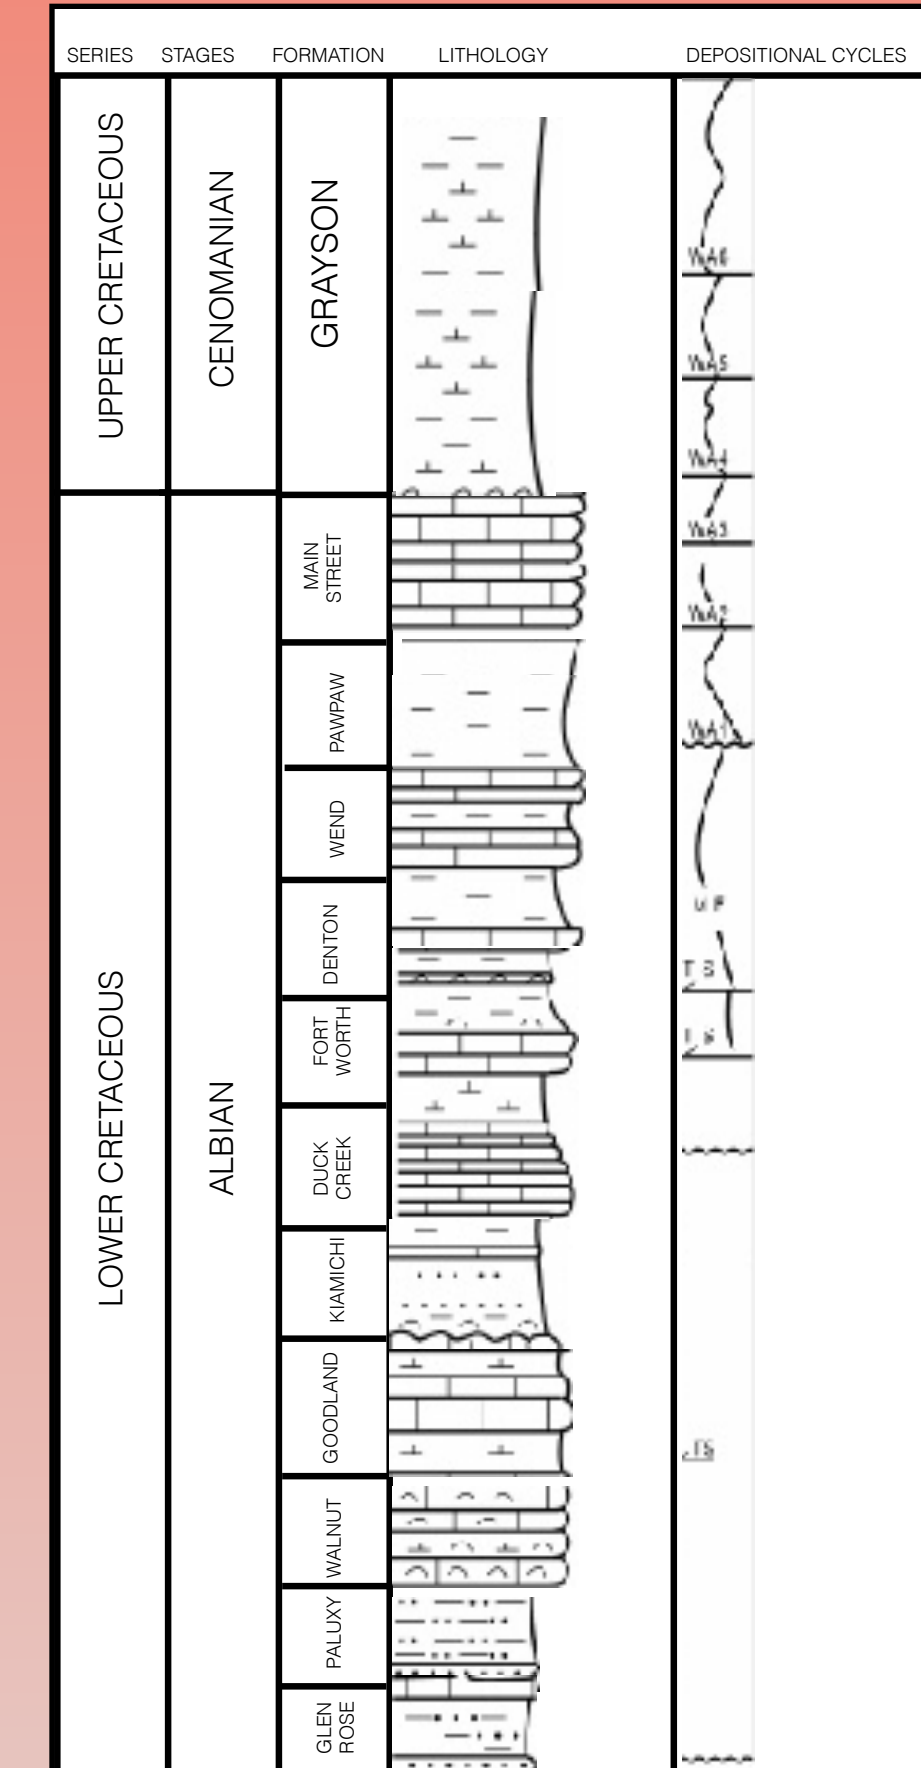 SERIES STAGES FORMATION LITHOLOGY DEPOSITIONAL CYCLES
UPPER CRETACEOUS
CENOMANIAN
GRAYSON
WA6
WA5
WA4
WA3
WA2
WA1
LOWER CRETACEOUS
ALBIAN
MAIN
STREET
PAWPAW
WEND
DENTON
FORT
WORTH
DUCK
CREEK
KIAMICHI
GOODLAND
WALNUT
PALUXY
GLEN
ROSE
TS